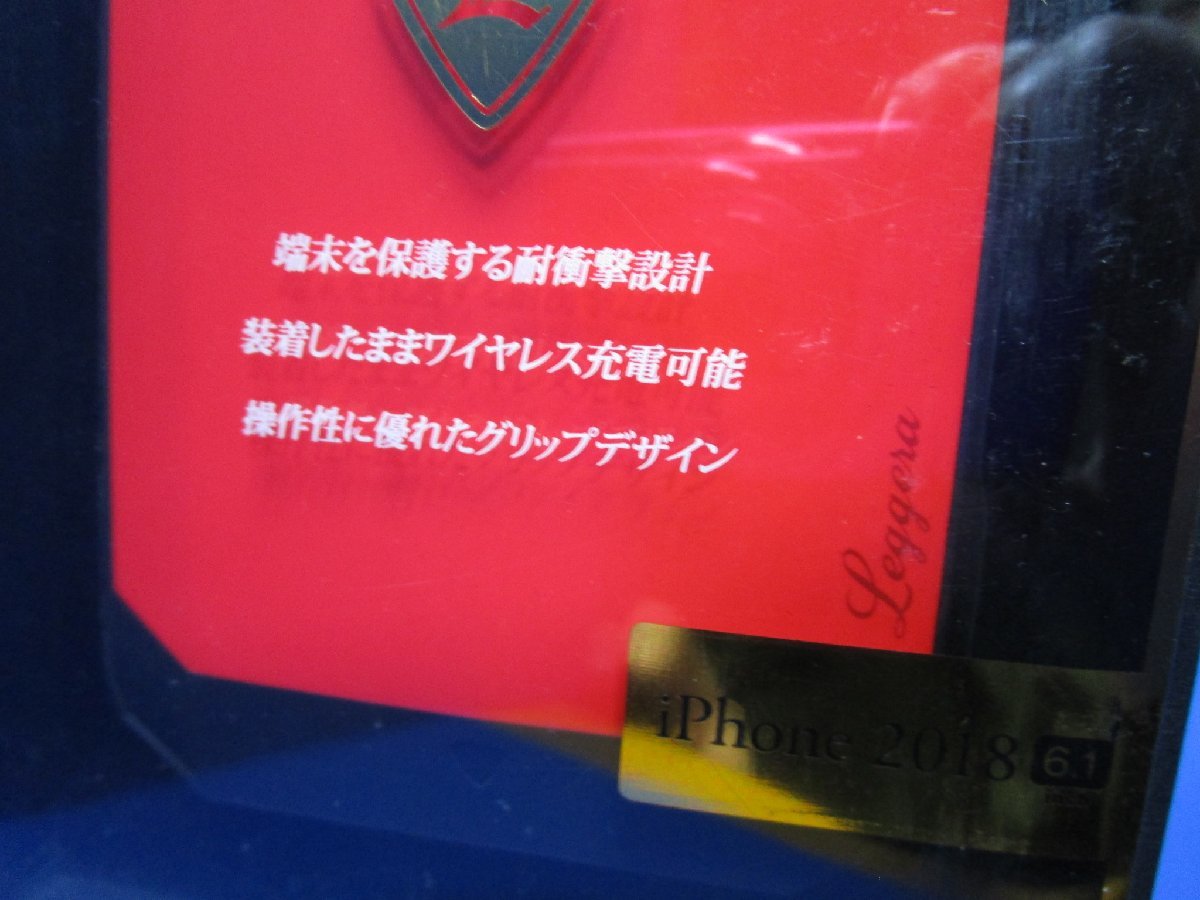 端末を保護する耐衝撃設計
装着したままワイヤレス充電可能
操作性に優れたグリップデザイン
Leggera
iPhone 2018 6.1